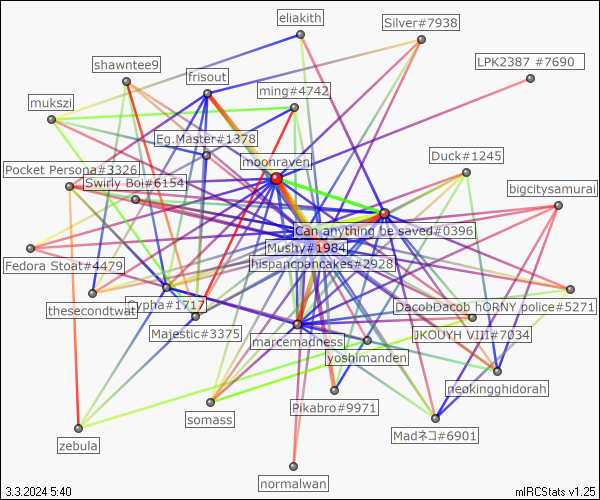 eliakith
Silver#7938
LPK2387 #7690
shawntee9
frisout
ming#4742
mukszi
Eg.Master#1378
moonraven
Duck#1245
Pocket Persona#3326
Swirly Boi#6154
bigcitysamurai
Can anything be saved#0396
Mushy#1984
hispanicpancakes#2928
Fedora Stoat#4479
thesecondtwat
Cypha#1717
DacobDacob hORNY police#5271
Majestic#3375
JKOUYH VIII#7034
marcemadness
yoshimanden
neokingghidorah
Pikabro#9971
somass
Madネコ#6901
zebula
normalwan
3.3.2024 5:40
mIRCStats v1.25